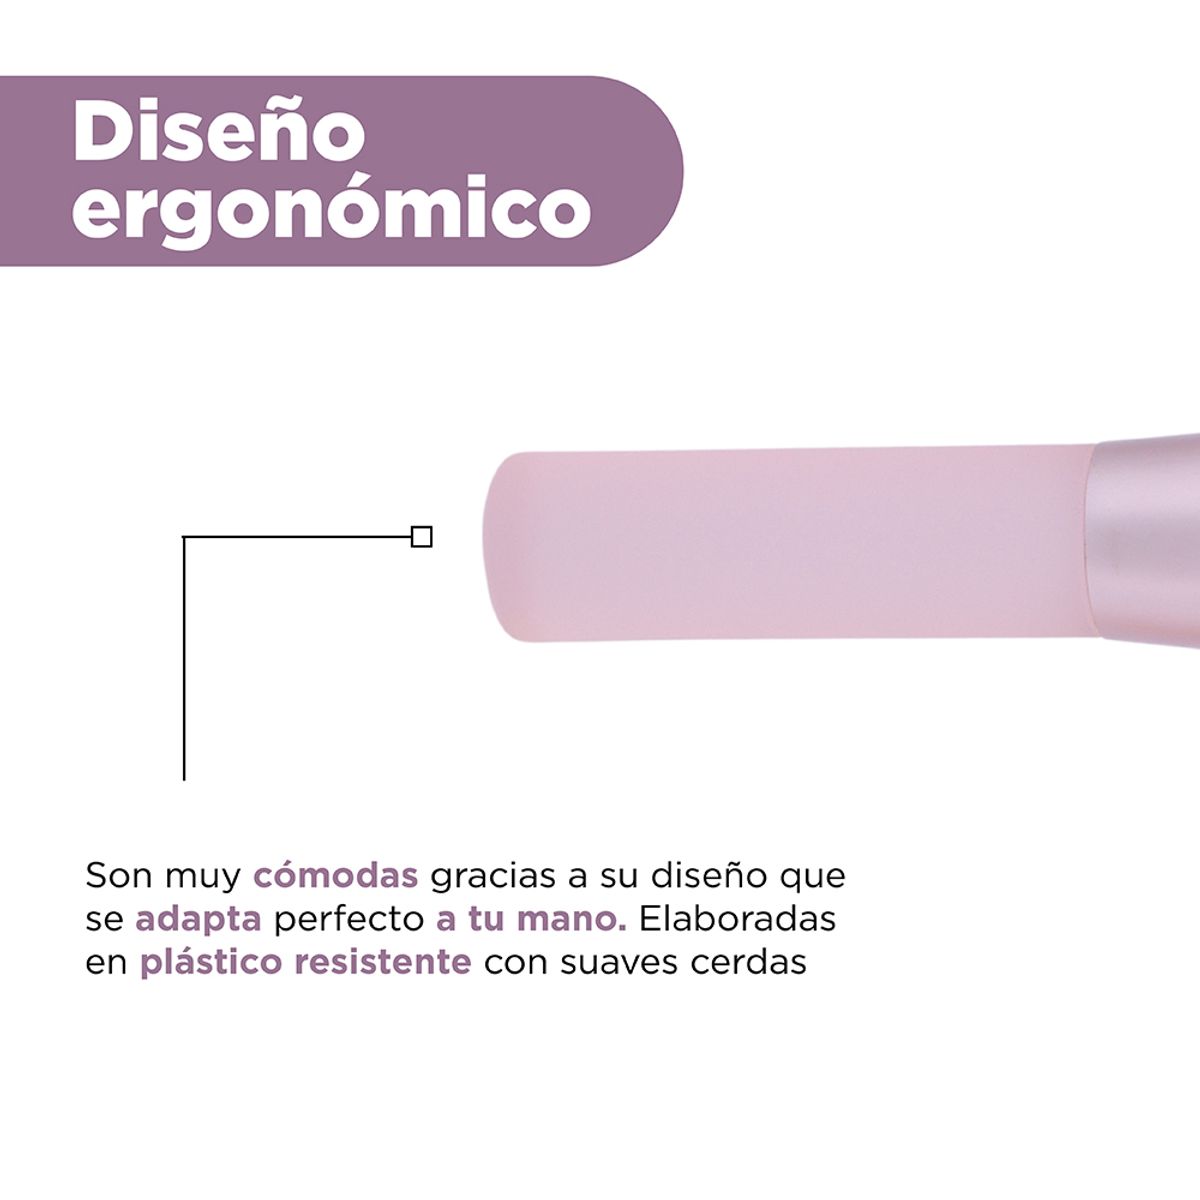 Diseño
ergonómico
Son muy cómodas gracias a su diseño que
se adapta perfecto a tu mano. Elaboradas
en plástico resistente con suaves cerdas